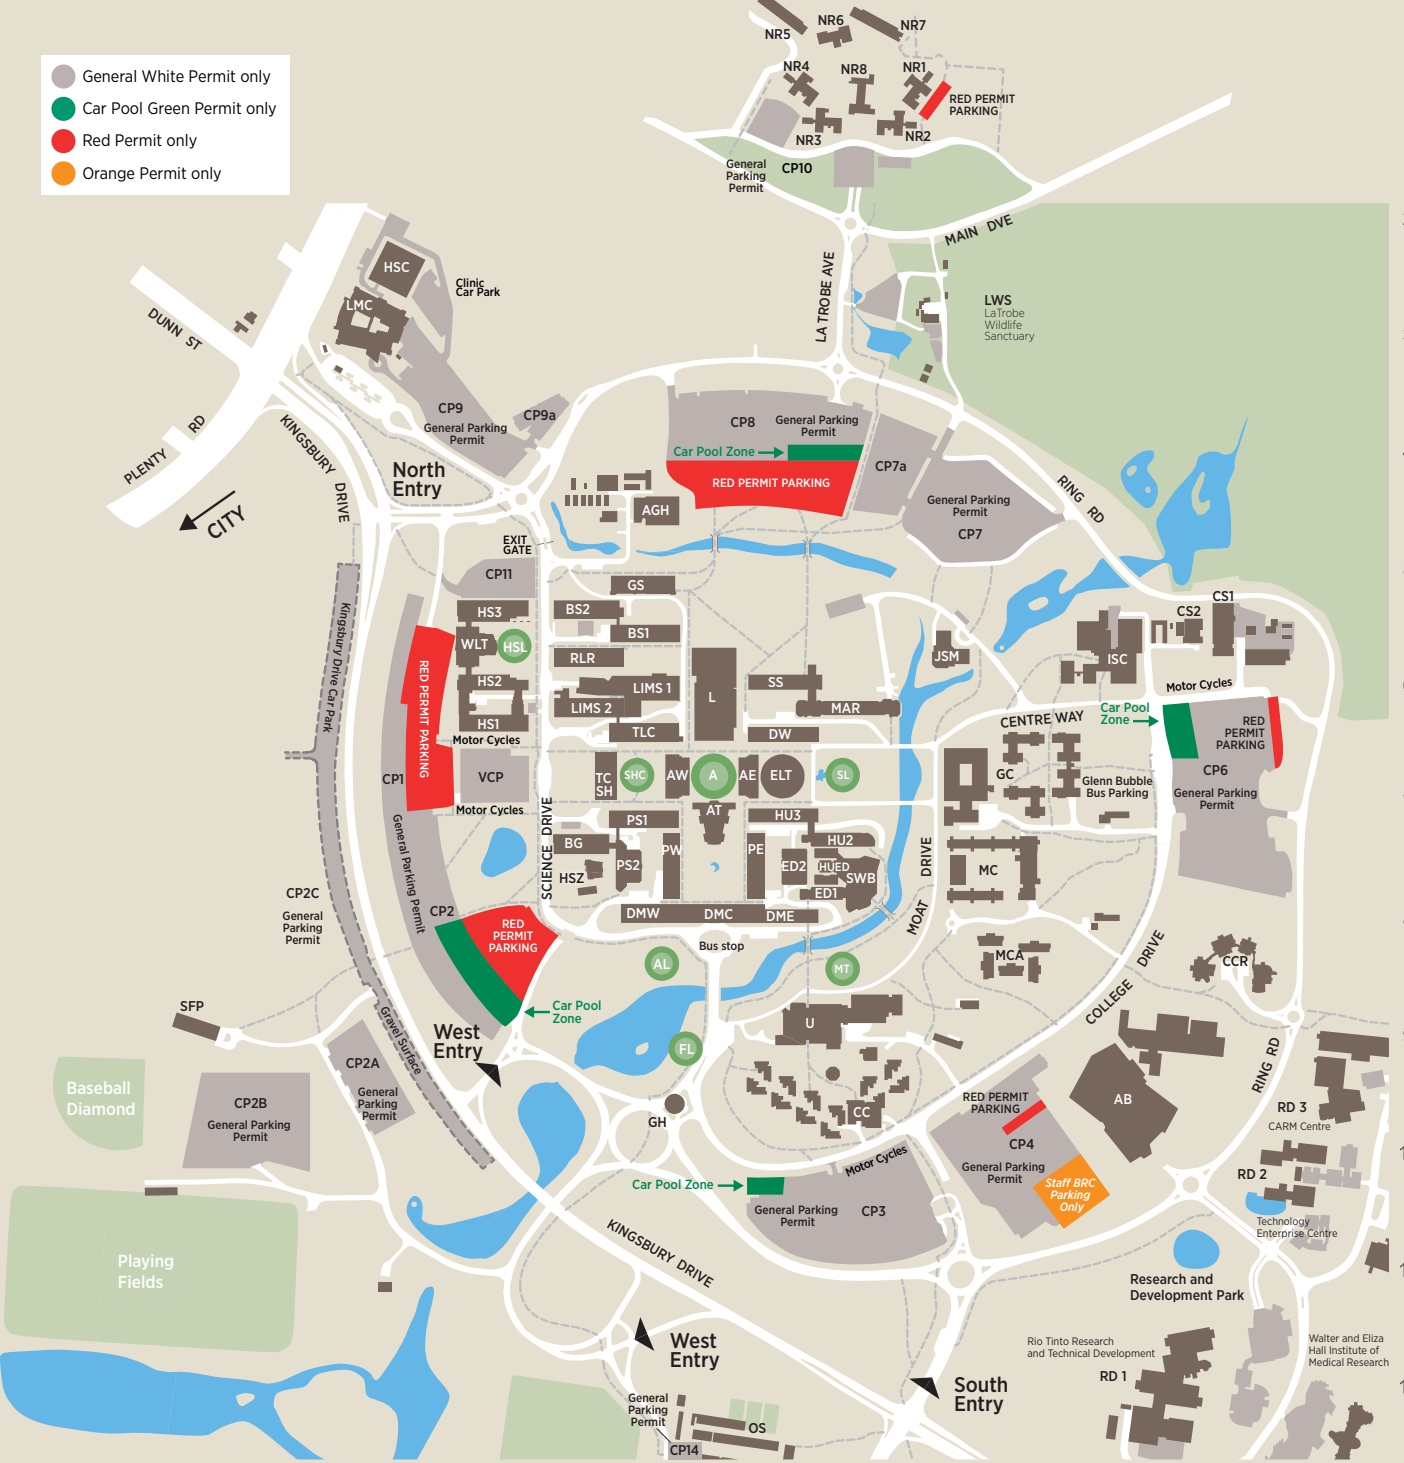 General White Permit only
Car Pool Green Permit only
Red Permit only
Orange Permit only
NR5
NR6
NR7
NR4
NR8
NR1
RED PERMIT
PARKING
NR3
NR2
General
Parking
Permit
CP10
MAIN DVE
LA TROBE AVE
LWS
LaTrobe
Wildlife
Sanctuary
HSC
LMC
Clinic
Car Park
DUNN ST
PLENTY RD
KINGSBURY DRIVE
CITY
CP9
General Parking
Permit
CP9a
North
Entry
CP8
General Parking
Permit
Car Pool Zone
RED PERMIT PARKING
CP7a
General Parking
Permit
CP7
RING RD
AGH
EXIT
GATE
CP11
GS
HS3
BS2
BS1
WLT
HSL
RLR
HS2
LIMS 1
LIMS 2
HS1
TLC
Motor Cycles
L
SS
MAR
DW
JSM
ISC
CS2
CS1
Motor Cycles
Car Pool
Zone
RED
PERMIT
PARKING
CP6
General Parking
Permit
CENTRE WAY
GC
Glenn Bubble
Bus Parking
Kingsbury Drive Car Park
RED PERMIT PARKING
CP1
VCP
Motor Cycles
General Parking Permit
SCIENCE DRIVE
TC
SH
SHC
AW
A
AE
ELT
SL
AT
PS1
HU3
BG
PS2
PW
PE
HU2
ED2
HUED
SWB
HSZ
ED1
DMW
DMC
DME
MOAT DRIVE
MC
MCA
CP2C
General
Parking
Permit
CP2
RED
PERMIT
PARKING
Bus stop
AL
MT
Car Pool
Zone
COLLEGE DRIVE
CCR
SFP
Gravel Surface
West
Entry
FL
U
RING RD
CP2A
General
Parking
Permit
Baseball
Diamond
CP2B
General Parking
Permit
GH
CC
RED PERMIT
PARKING
CP4
General Parking
Permit
Staff BRC
Parking
Only
AB
RD 3
CARM Centre
RD 2
Technology
Enterprise Centre
Motor Cycles
Car Pool Zone
General Parking
Permit
CP3
Playing
Fields
KINGSBURY DRIVE
Research and
Development Park
West
Entry
Rio Tinto Research
and Technical Development
RD 1
Walter and Eliza
Hall Institute of
Medical Research
South
Entry
General
Parking
Permit
OS
CP14